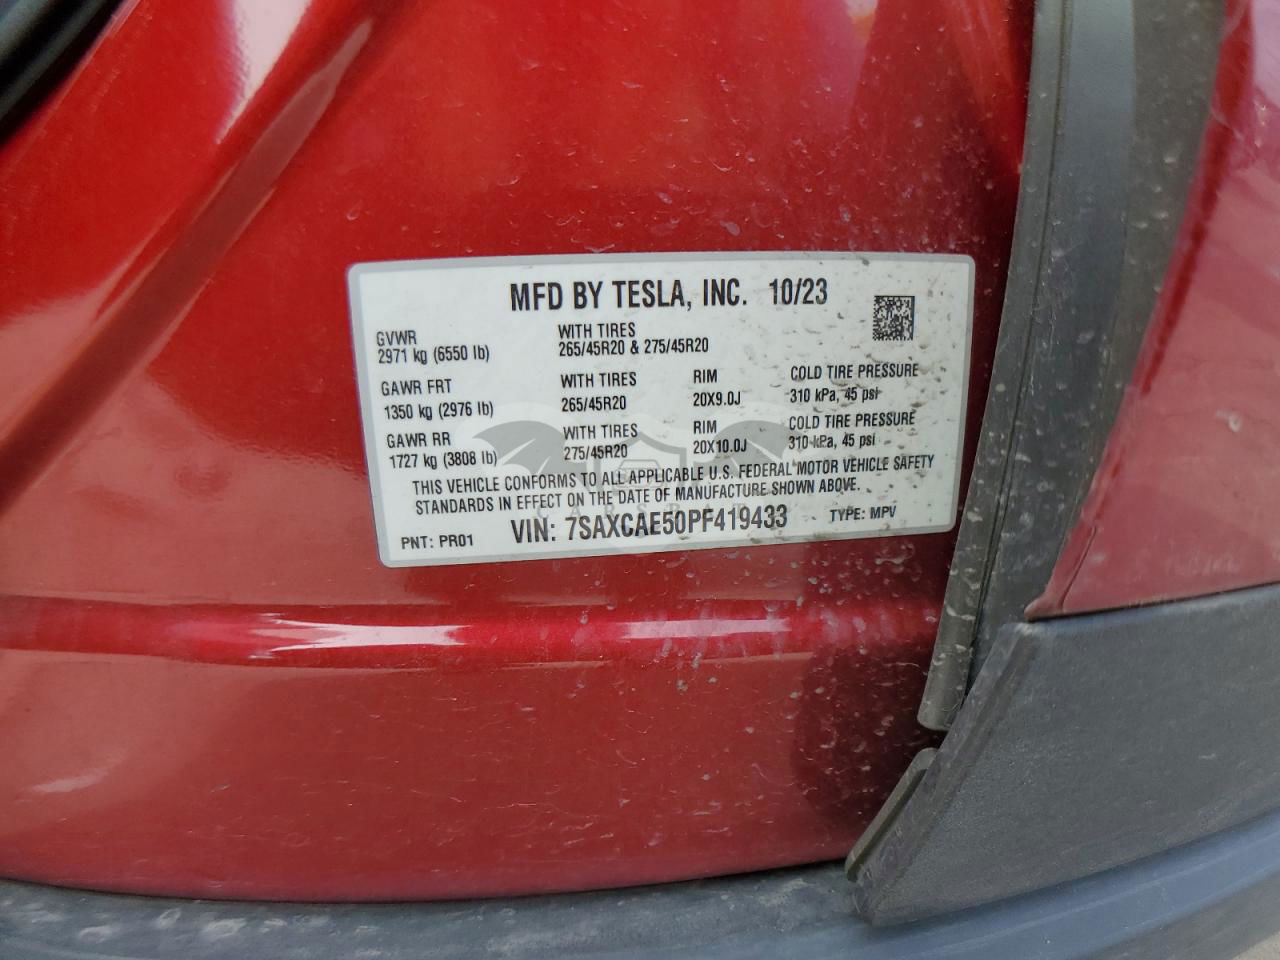 MFD BY TESLA, INC. 10/23
GVWR
2971 kg (6550 lb)
WITH TIRES
265/45R20 & 275/45R20
GAWR FRT
1350 kg (2976 lb)
WITH TIRES
265/45R20
RIM
20X9.0J
COLD TIRE PRESSURE
310 kPa, 45 psi
GAWR RR
1727 kg (3808 lb)
WITH TIRES
275/45R20
RIM
20X10.0J
COLD TIRE PRESSURE
310 kPa, 45 psi
THIS VEHICLE CONFORMS TO ALL APPLICABLE U.S. FEDERAL MOTOR VEHICLE SAFETY
STANDARDS IN EFFECT ON THE DATE OF MANUFACTURE SHOWN ABOVE.
PNT: PR01
VIN: 7SAXCAE50PF419433
TYPE: MPV